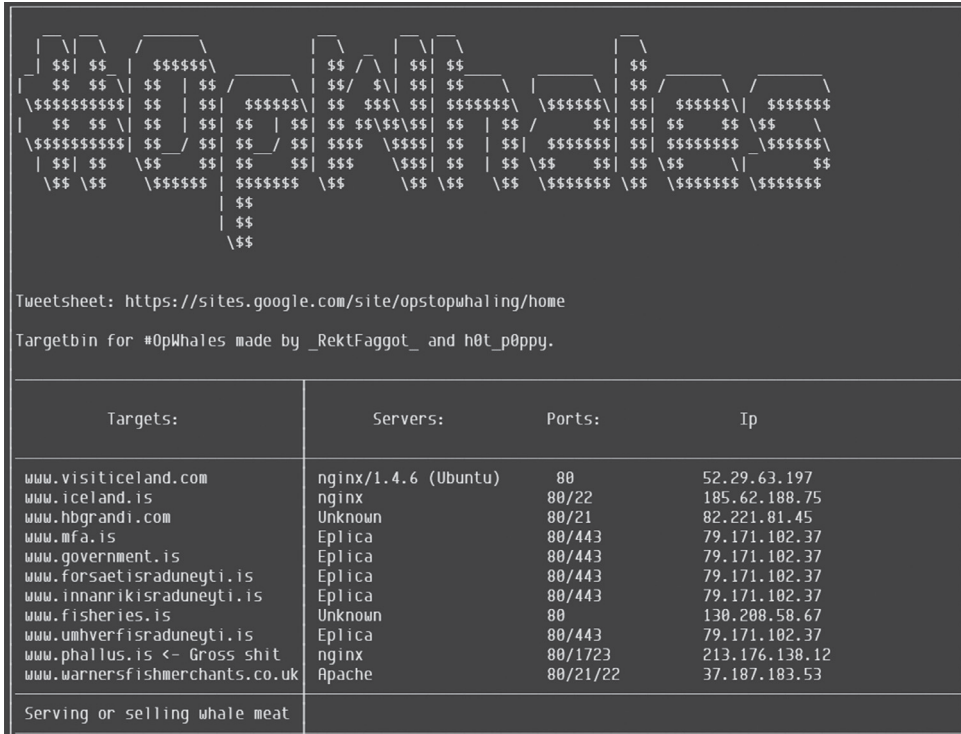 #OpWhales
Tweetsheet: https://sites.google.com/site/opstopwhaling/home
Targetbin for #OpWhales made by _RektFaggot_ and h0t_p0ppy.
Targets: Servers: Ports: Ip
www.visiticeland.com nginx/1.4.6 (Ubuntu) 80 52.29.63.197
www.iceland.is nginx 80/22 185.62.188.75
www.hbgrandi.com Unknown 80/21 82.221.81.45
www.mfa.is Eplica 80/443 79.171.102.37
www.government.is Eplica 80/443 79.171.102.37
www.forsaetisraduneyti.is Eplica 80/443 79.171.102.37
www.innanrikisraduneyti.is Eplica 80/443 79.171.102.37
www.fisheries.is Unknown 80 130.208.58.67
www.umhverfisraduneyti.is Eplica 80/443 79.171.102.37
www.phallus.is <- Gross shit nginx 80/1723 213.176.138.12
www.warnersfishmerchants.co.uk Apache 80/21/22 37.187.183.53
Serving or selling whale meat